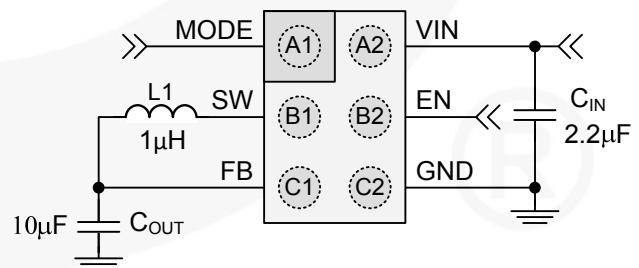 MODE A1 A2 VIN
L1 SW B1 B2 EN C_IN
1µH 2.2µF
FB C1 C2 GND
10µF C_OUT
®